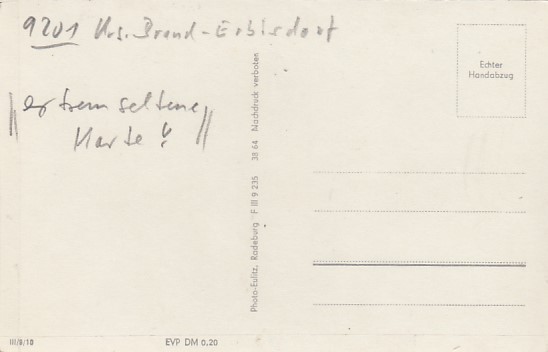 9201 Krs. Brand-Erbisdorf
"extrem seltene
Karte!"
Echter
Handabzug
Photo-Eulitz, Radeburg F III 9 235 38 64 Nachdruck verboten
III/8/18
EVP DM 0.20